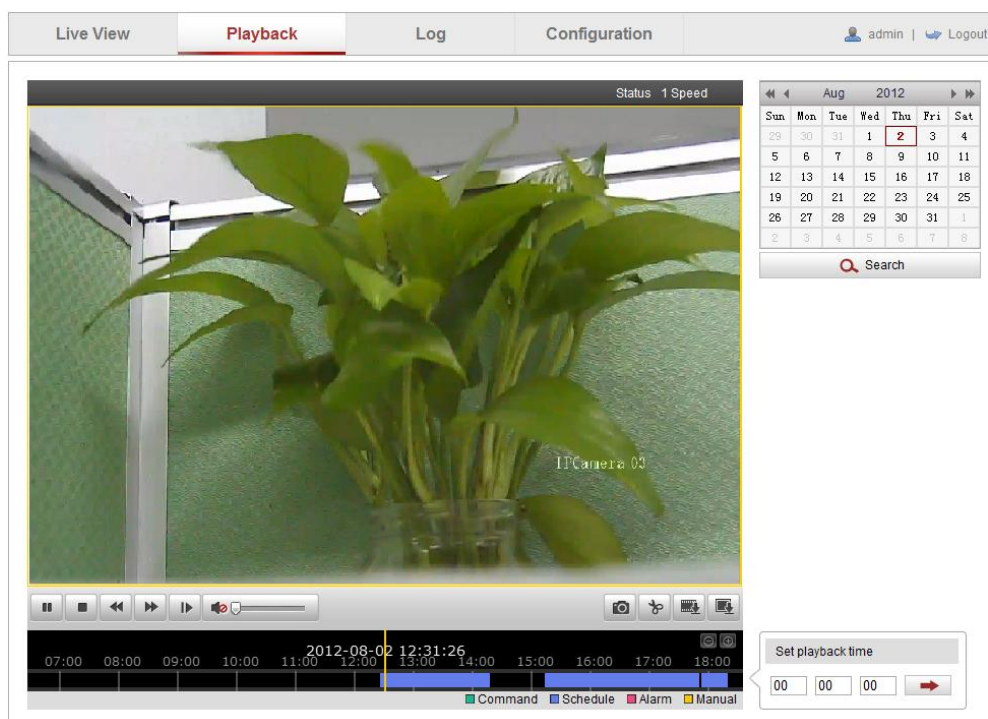 Live View Playback Log Configuration admin | Logout
Status 1 Speed
Aug 2012
Sun Mon Tue Wed Thu Fri Sat
29 30 31 1 2 3 4
5 6 7 8 9 10 11
12 13 14 15 16 17 18
19 20 21 22 23 24 25
26 27 28 29 30 31 1
2 3 4 5 6 7 8
Search
IPCamera 03
2012-08-02 12:31:26
07:00 08:00 09:00 10:00 11:00 12:00 13:00 14:00 15:00 16:00 17:00 18:00
Command Schedule Alarm Manual
Set playback time
00 00 00